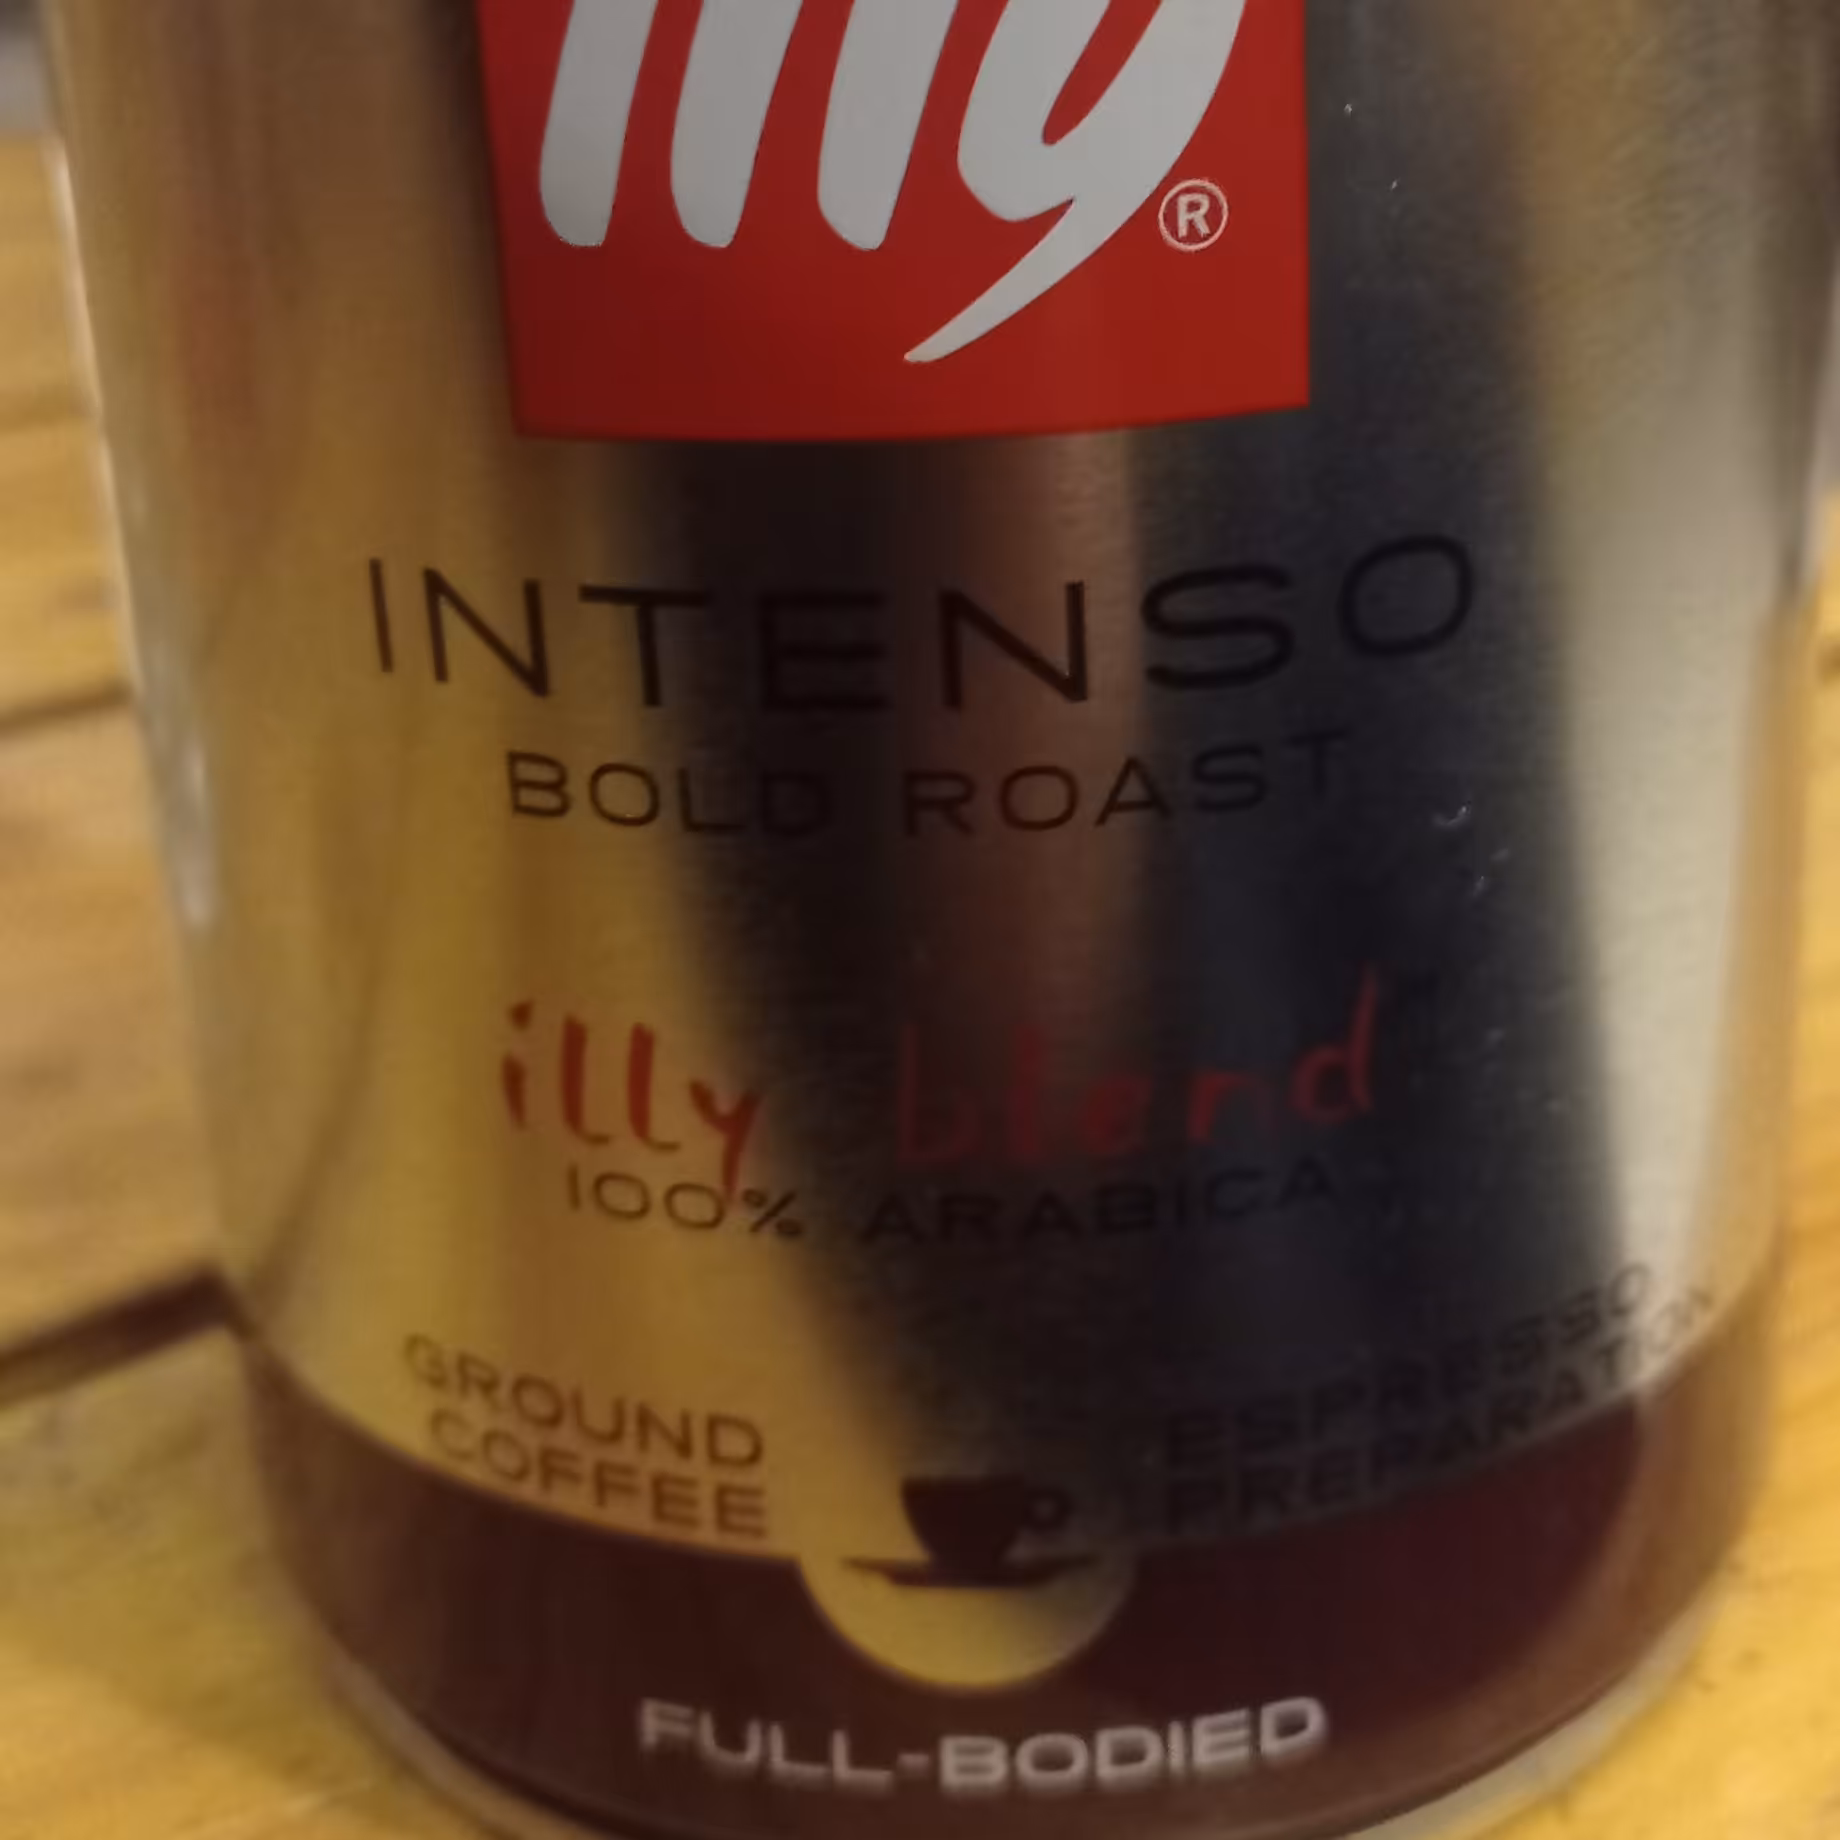 illy®
INTENSO
BOLD ROAST
illy blend
100% ARABICA
GROUND
COFFEE
ESPRESSO
PREPARATION
FULL-BODIED